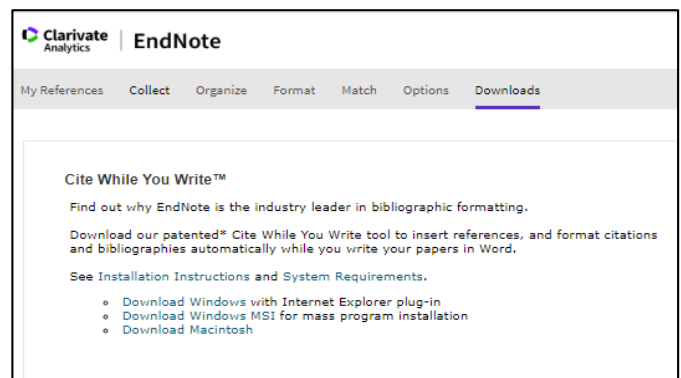 Clarivate Analytics | EndNote
My References Collect Organize Format Match Options Downloads
Cite While You Write™
Find out why EndNote is the industry leader in bibliographic formatting.
Download our patented* Cite While You Write tool to insert references, and format citations
and bibliographies automatically while you write your papers in Word.
See Installation Instructions and System Requirements.
Download Windows with Internet Explorer plug-in
Download Windows MSI for mass program installation
Download Macintosh